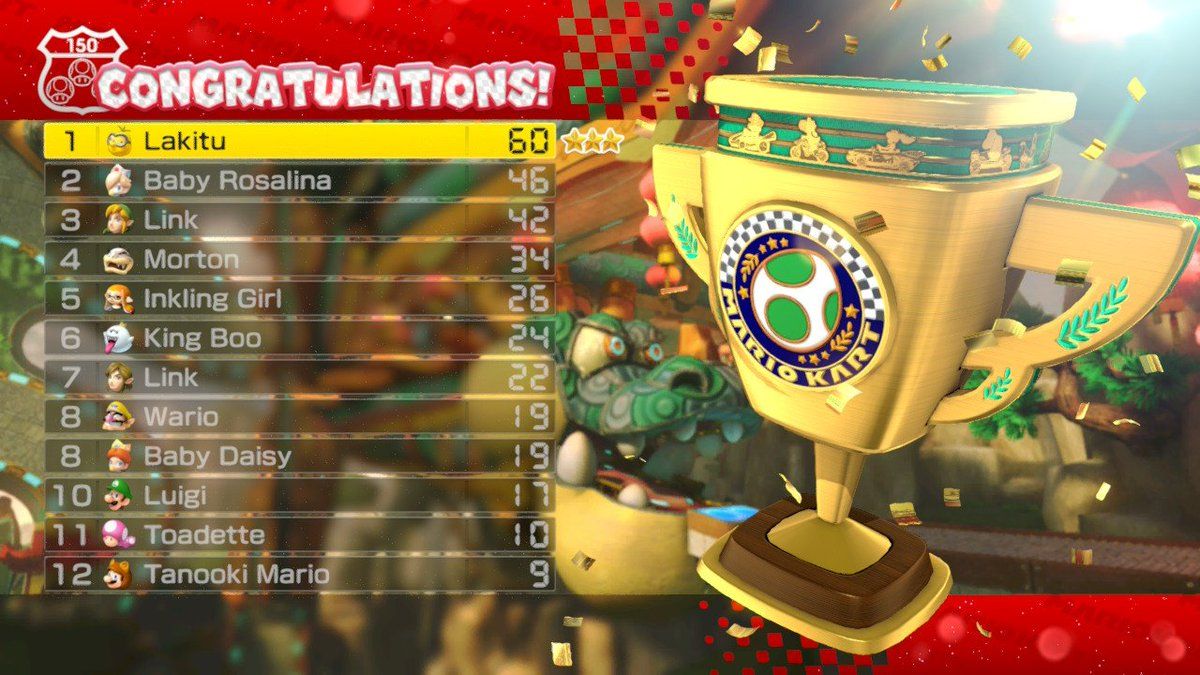 150
CONGRATULATIONS!
1 Lakitu 60
2 Baby Rosalina 46
3 Link 42
4 Morton 34
5 Inkling Girl 26
6 King Boo 24
7 Link 22
8 Wario 19
8 Baby Daisy 19
10 Luigi 17
11 Toadette 10
12 Tanooki Mario 9
MARIO KART